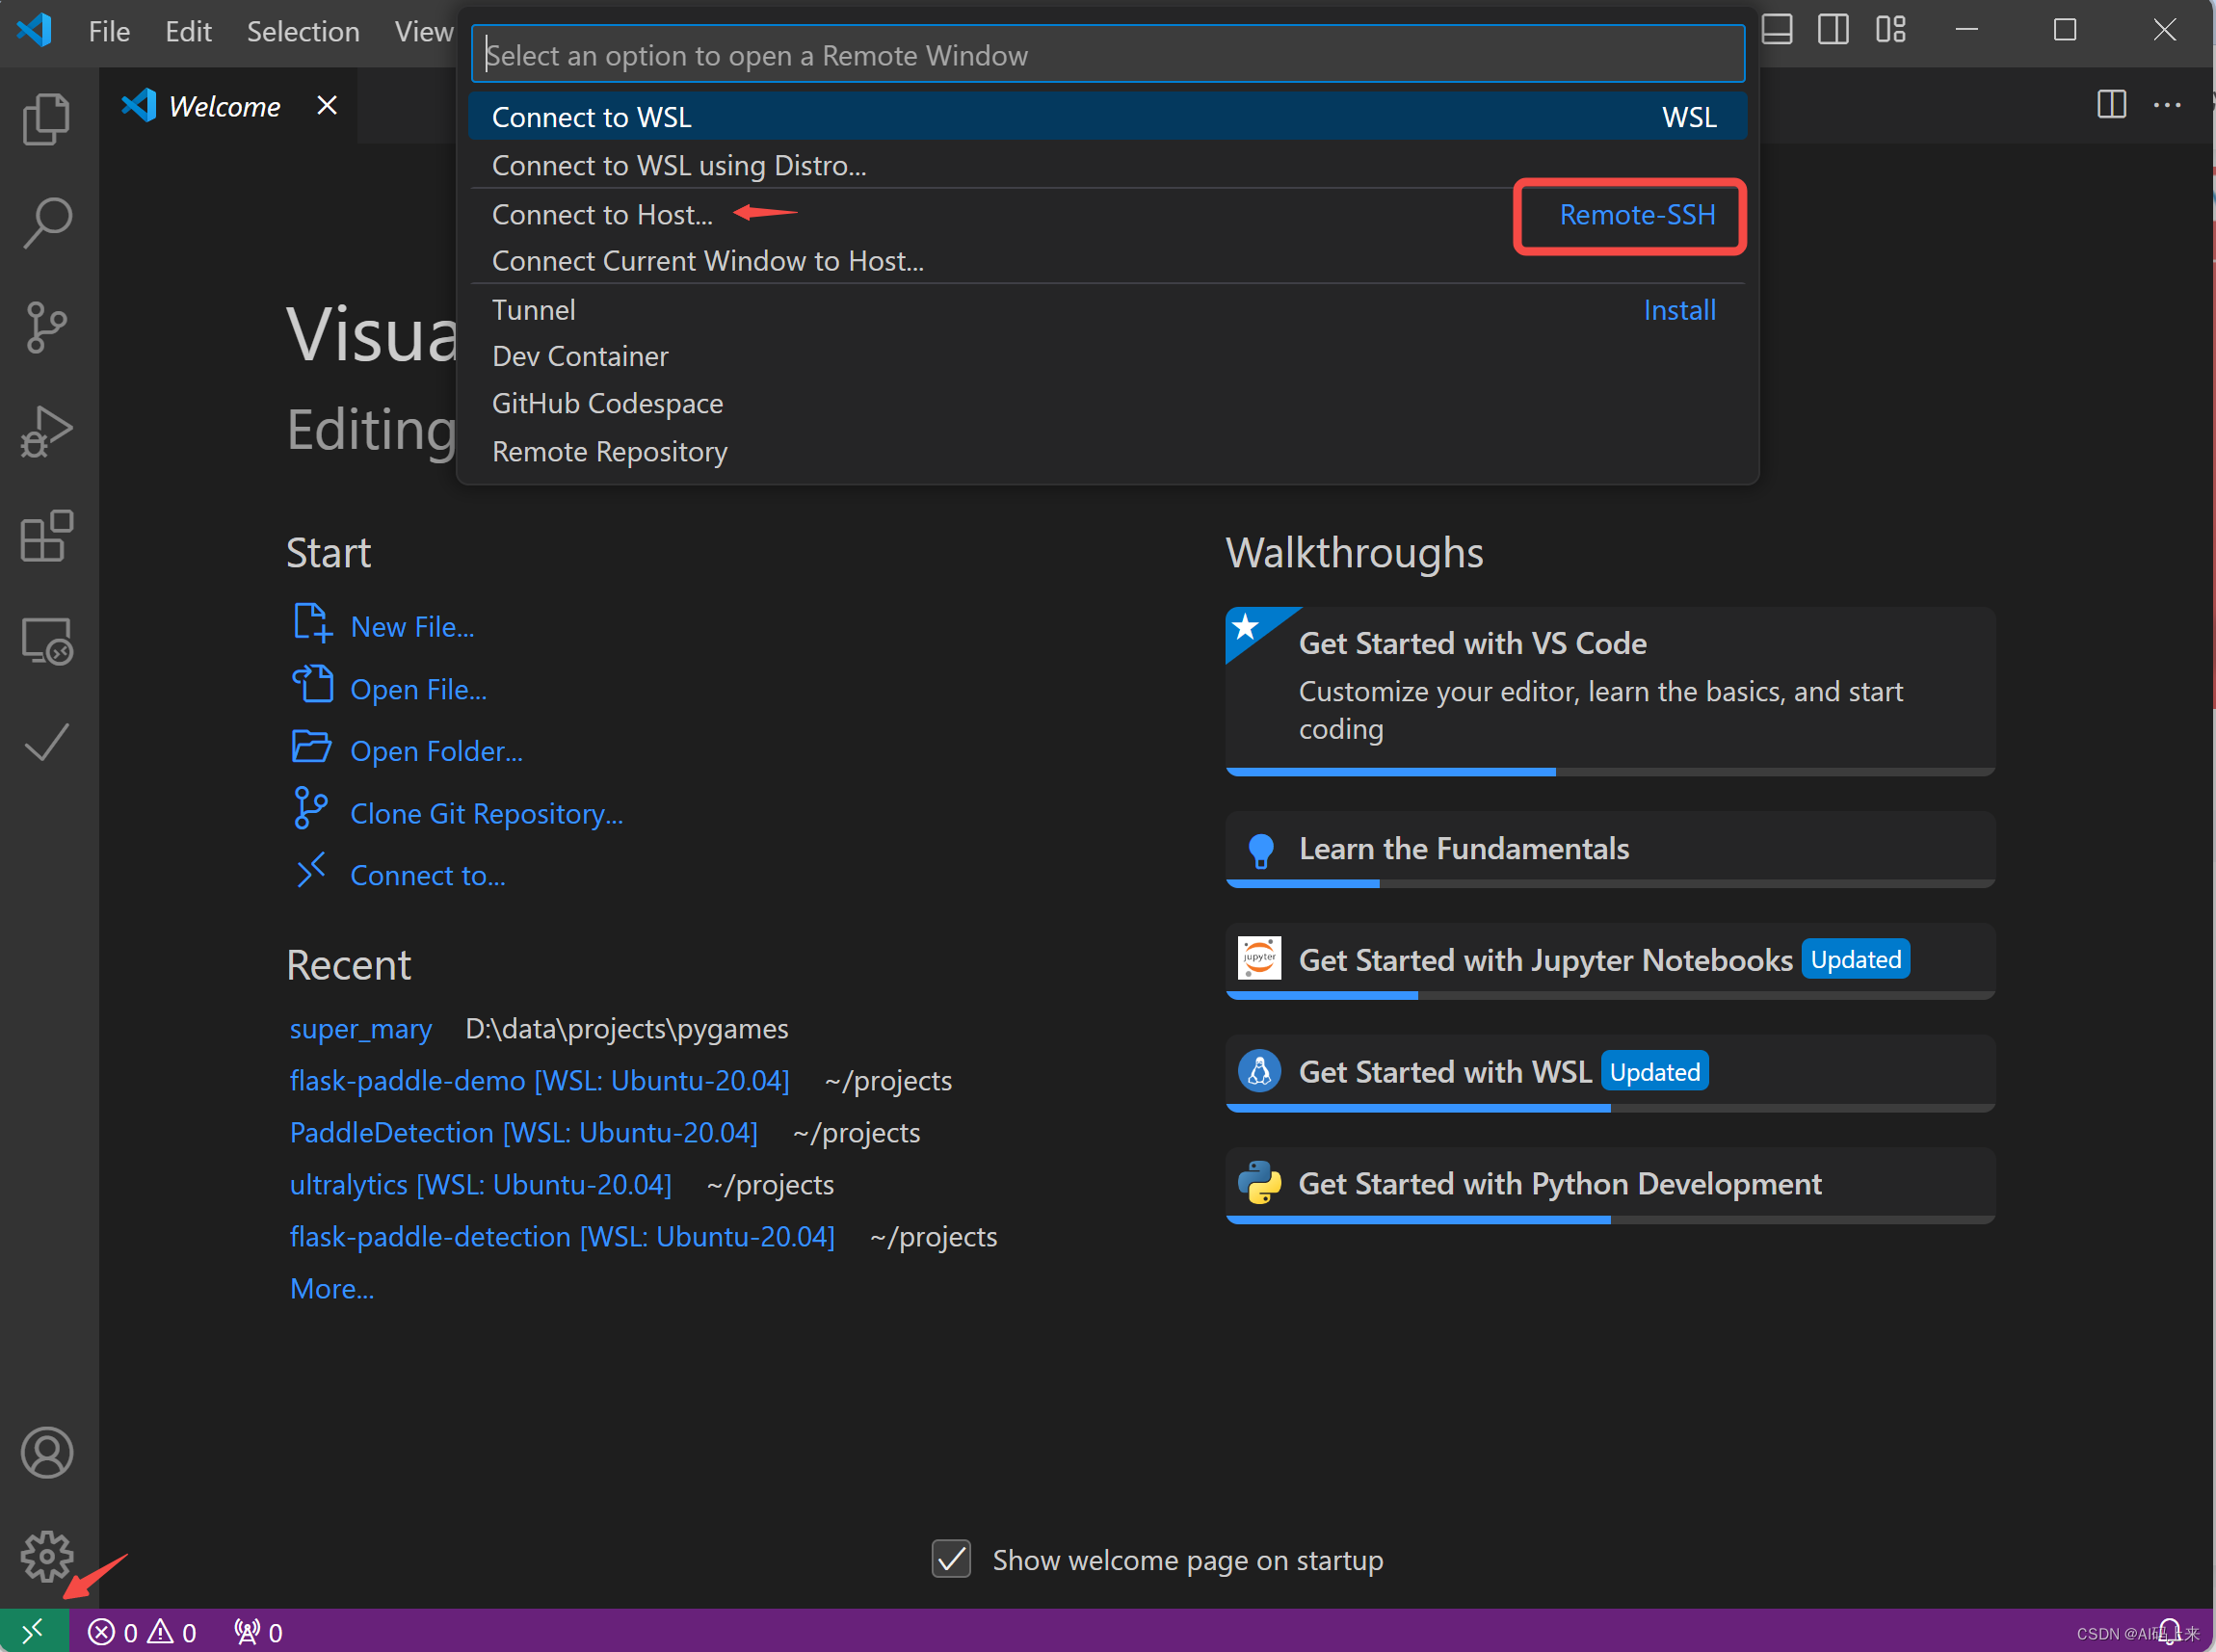 File Edit Selection View
Select an option to open a Remote Window
Welcome
Connect to WSL WSL
Connect to WSL using Distro...
Connect to Host... Remote-SSH
Connect Current Window to Host...
Tunnel Install
Dev Container
GitHub Codespace
Remote Repository
Visua
Editing
Start
New File...
Open File...
Open Folder...
Clone Git Repository...
Connect to...
Recent
super_mary D:\data\projects\pygames
flask-paddle-demo [WSL: Ubuntu-20.04] ~/projects
PaddleDetection [WSL: Ubuntu-20.04] ~/projects
ultralytics [WSL: Ubuntu-20.04] ~/projects
flask-paddle-detection [WSL: Ubuntu-20.04] ~/projects
More...
Walkthroughs
Get Started with VS Code
Customize your editor, learn the basics, and start
coding
Learn the Fundamentals
jupyter
Get Started with Jupyter Notebooks Updated
Get Started with WSL Updated
Get Started with Python Development
Show welcome page on startup
0 0 0
CSDN @AI码上来